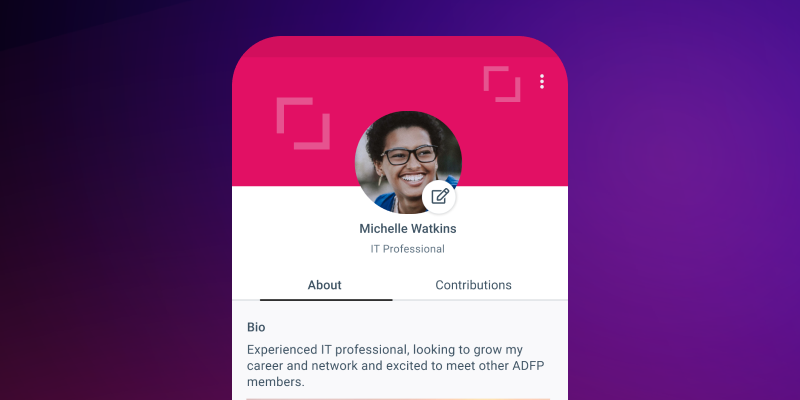 Michelle Watkins
IT Professional
About
Contributions
Bio
Experienced IT professional, looking to grow my
career and network and excited to meet other ADFP
members.